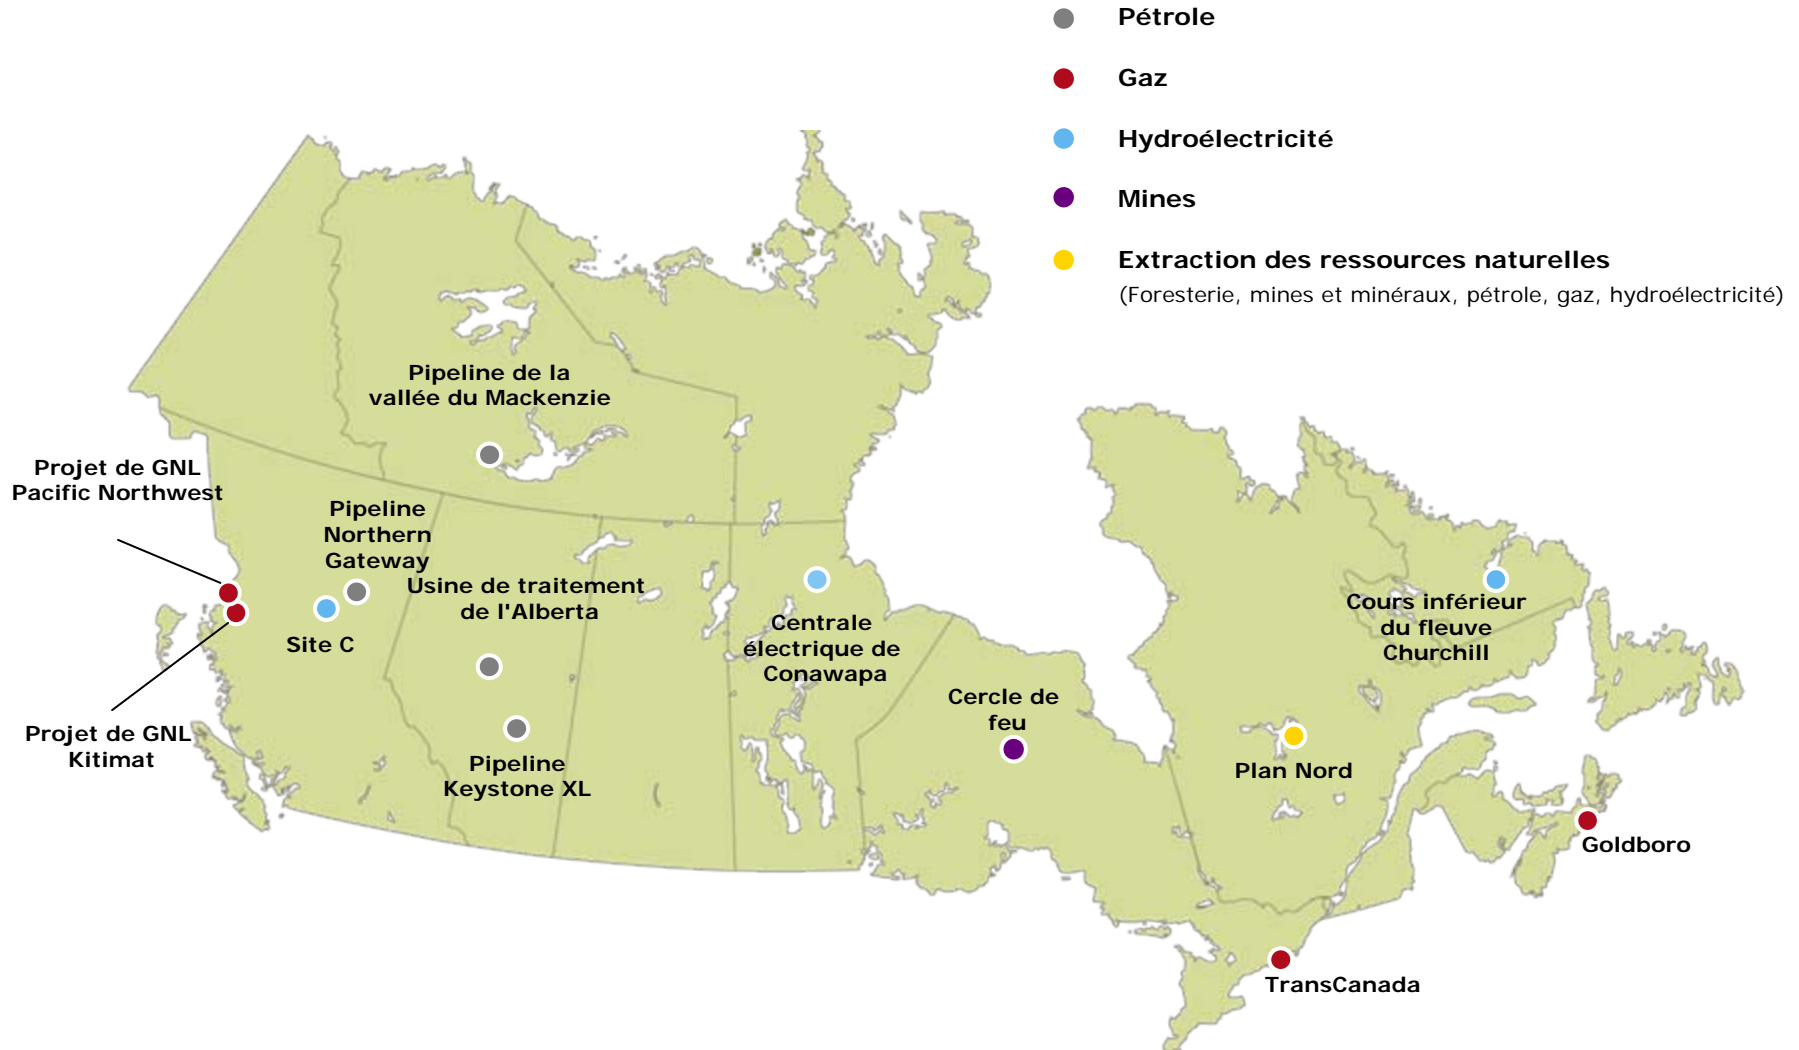 Pétrole
Gaz
Hydroélectricité
Mines
Extraction des ressources naturelles
(Foresterie, mines et minéraux, pétrole, gaz, hydroélectricité)
Pipeline de la
vallée du Mackenzie
Projet de GNL
Pacific Northwest
Pipeline
Northern
Gateway
Usine de traitement
de l'Alberta
Site C
Centrale
électrique de
Conawapa
Cours inférieur
du fleuve
Churchill
Cercle de
feu
Projet de GNL
Kitimat
Pipeline
Keystone XL
Plan Nord
Goldboro
TransCanada